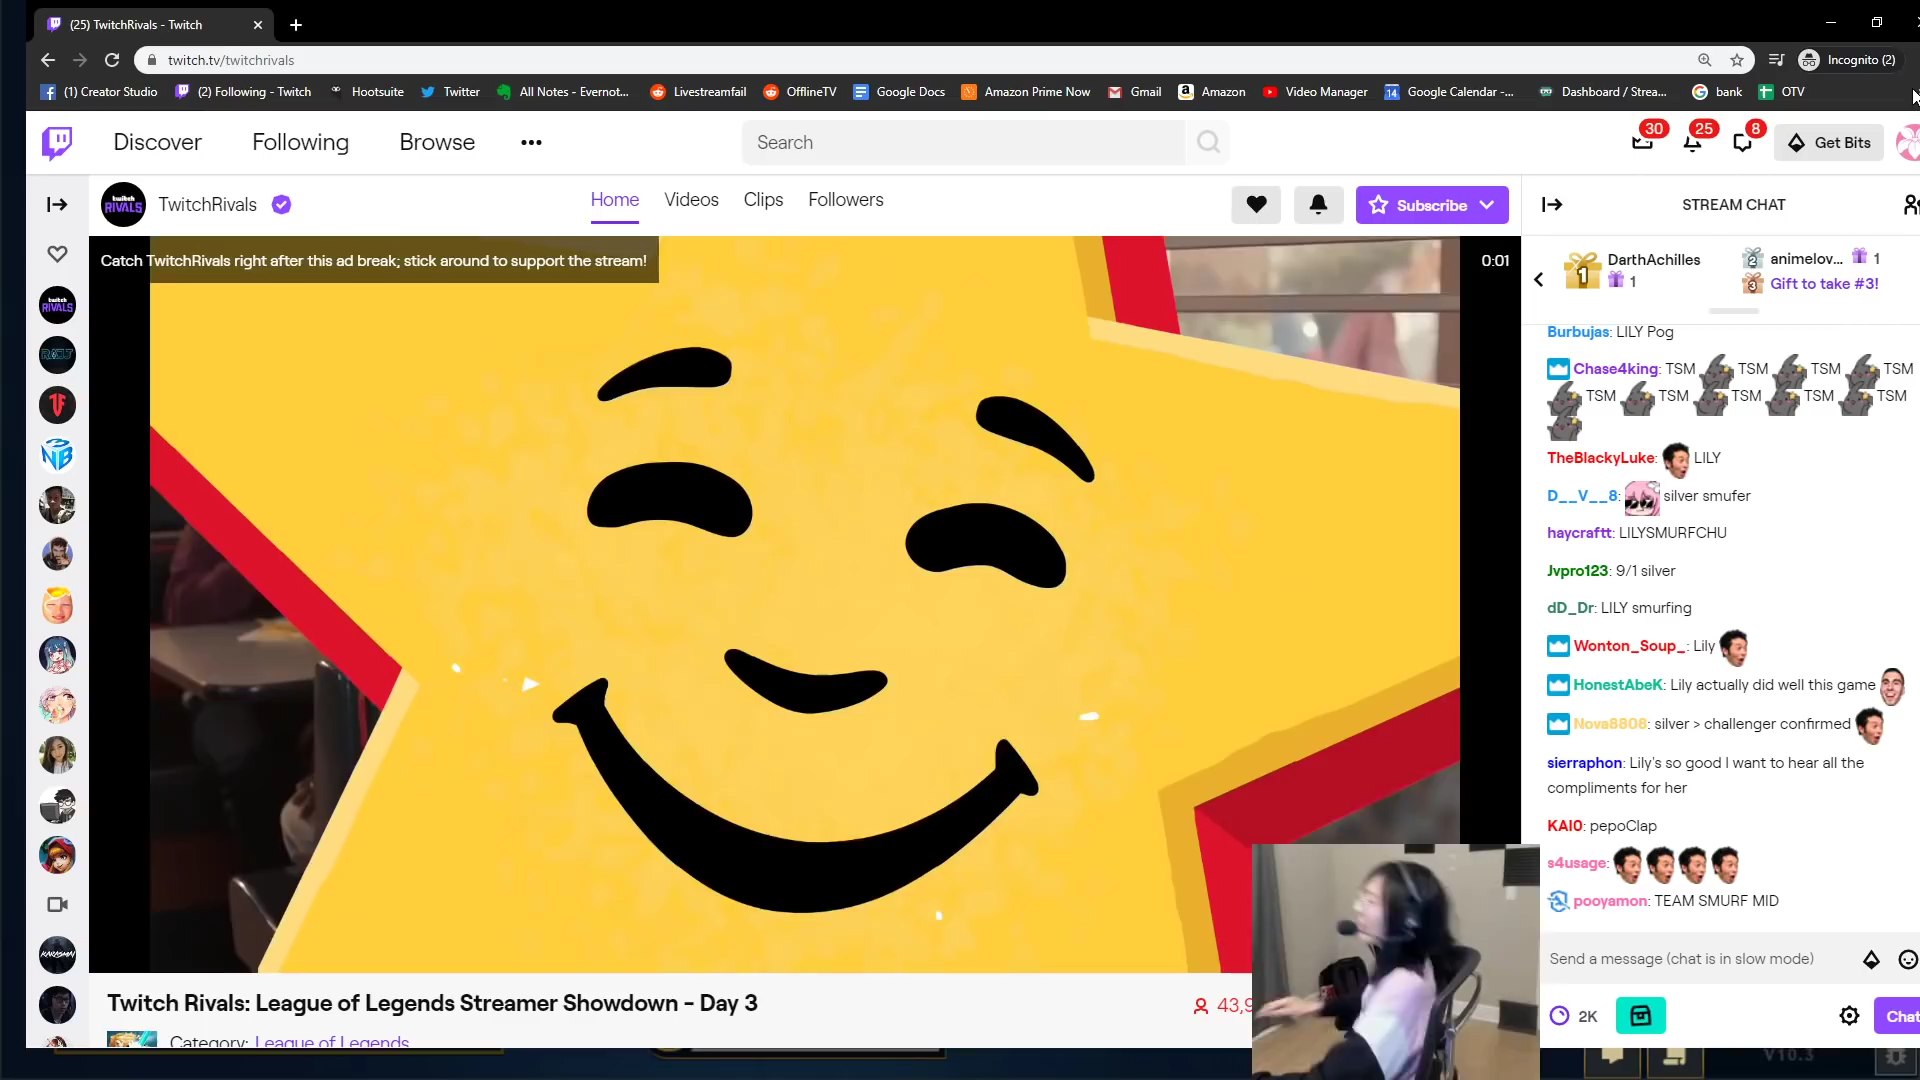 (25) TwitchRivals - Twitch
twitch.tv/twitchrivals
Incognito (2)
(1) Creator Studio
(2) Following - Twitch
Hootsuite
Twitter
All Notes - Evernot...
Livestreamfail
OfflineTV
Google Docs
Amazon Prime Now
Gmail
Amazon
Video Manager
Google Calendar -...
Dashboard / Strea...
bank
OTV
Discover
Following
Browse
Search
30
25
8
Get Bits
TwitchRivals
Home
Videos
Clips
Followers
Subscribe
STREAM CHAT
twitch
RIVALS
Catch TwitchRivals right after this ad break; stick around to support the stream!
0:01
1
DarthAchilles
1
2
animelov...
1
3
Gift to take #3!
Burbujas: LILY Pog
Chase4king: TSM TSM TSM TSM
TSM TSM TSM TSM TSM
TheBlackyLuke: LILY
D__V__8: silver smufer
haycraftt: LILYSMURFCHU
Jvpro123: 9/1 silver
dD_Dr: LILY smurfing
Wonton_Soup_: Lily
HonestAbeK: Lily actually did well this game
Nova8808: silver > challenger confirmed
sierraphon: Lily's so good I want to hear all the
compliments for her
KAI0: pepoClap
s4usage:
pooyamon: TEAM SMURF MID
Send a message (chat is in slow mode)
2K
Chat
Twitch Rivals: League of Legends Streamer Showdown - Day 3
Category: League of Legends
V10.3